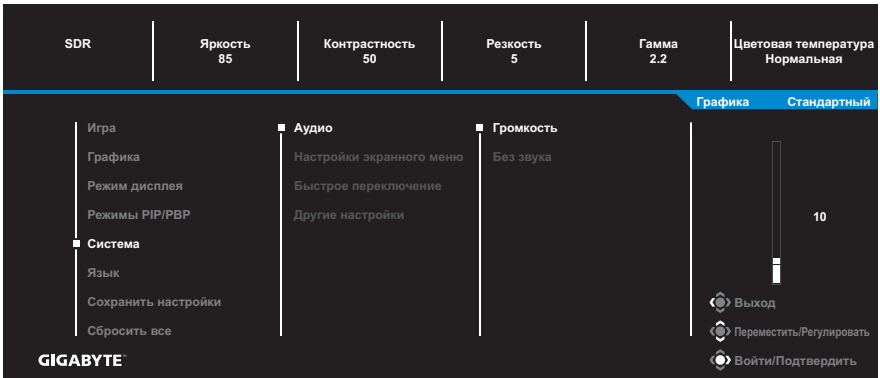 SDR
Яркость
85
Контрастность
50
Резкость
5
Гамма
2.2
Цветовая температура
Нормальная
Графика Стандартный
Игра
Графика
Режим дисплея
Режимы PIP/PBP
Система
Язык
Сохранить настройки
Сбросить все
Аудио
Настройки экранного меню
Быстрое переключение
Другие настройки
Громкость
Без звука
10
Выход
Переместить/Регулировать
Войти/Подтвердить
GIGABYTE™